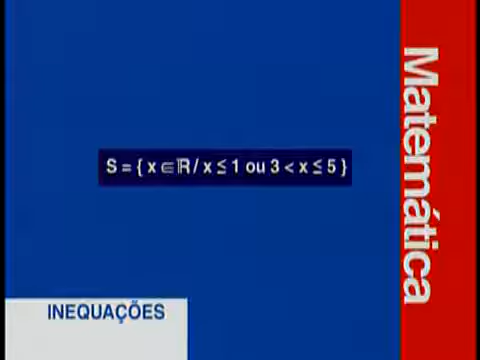 S = { x ∈ ℝ / x ≤ 1 ou 3 < x ≤ 5 }
Matemática
INEQUAÇÕES